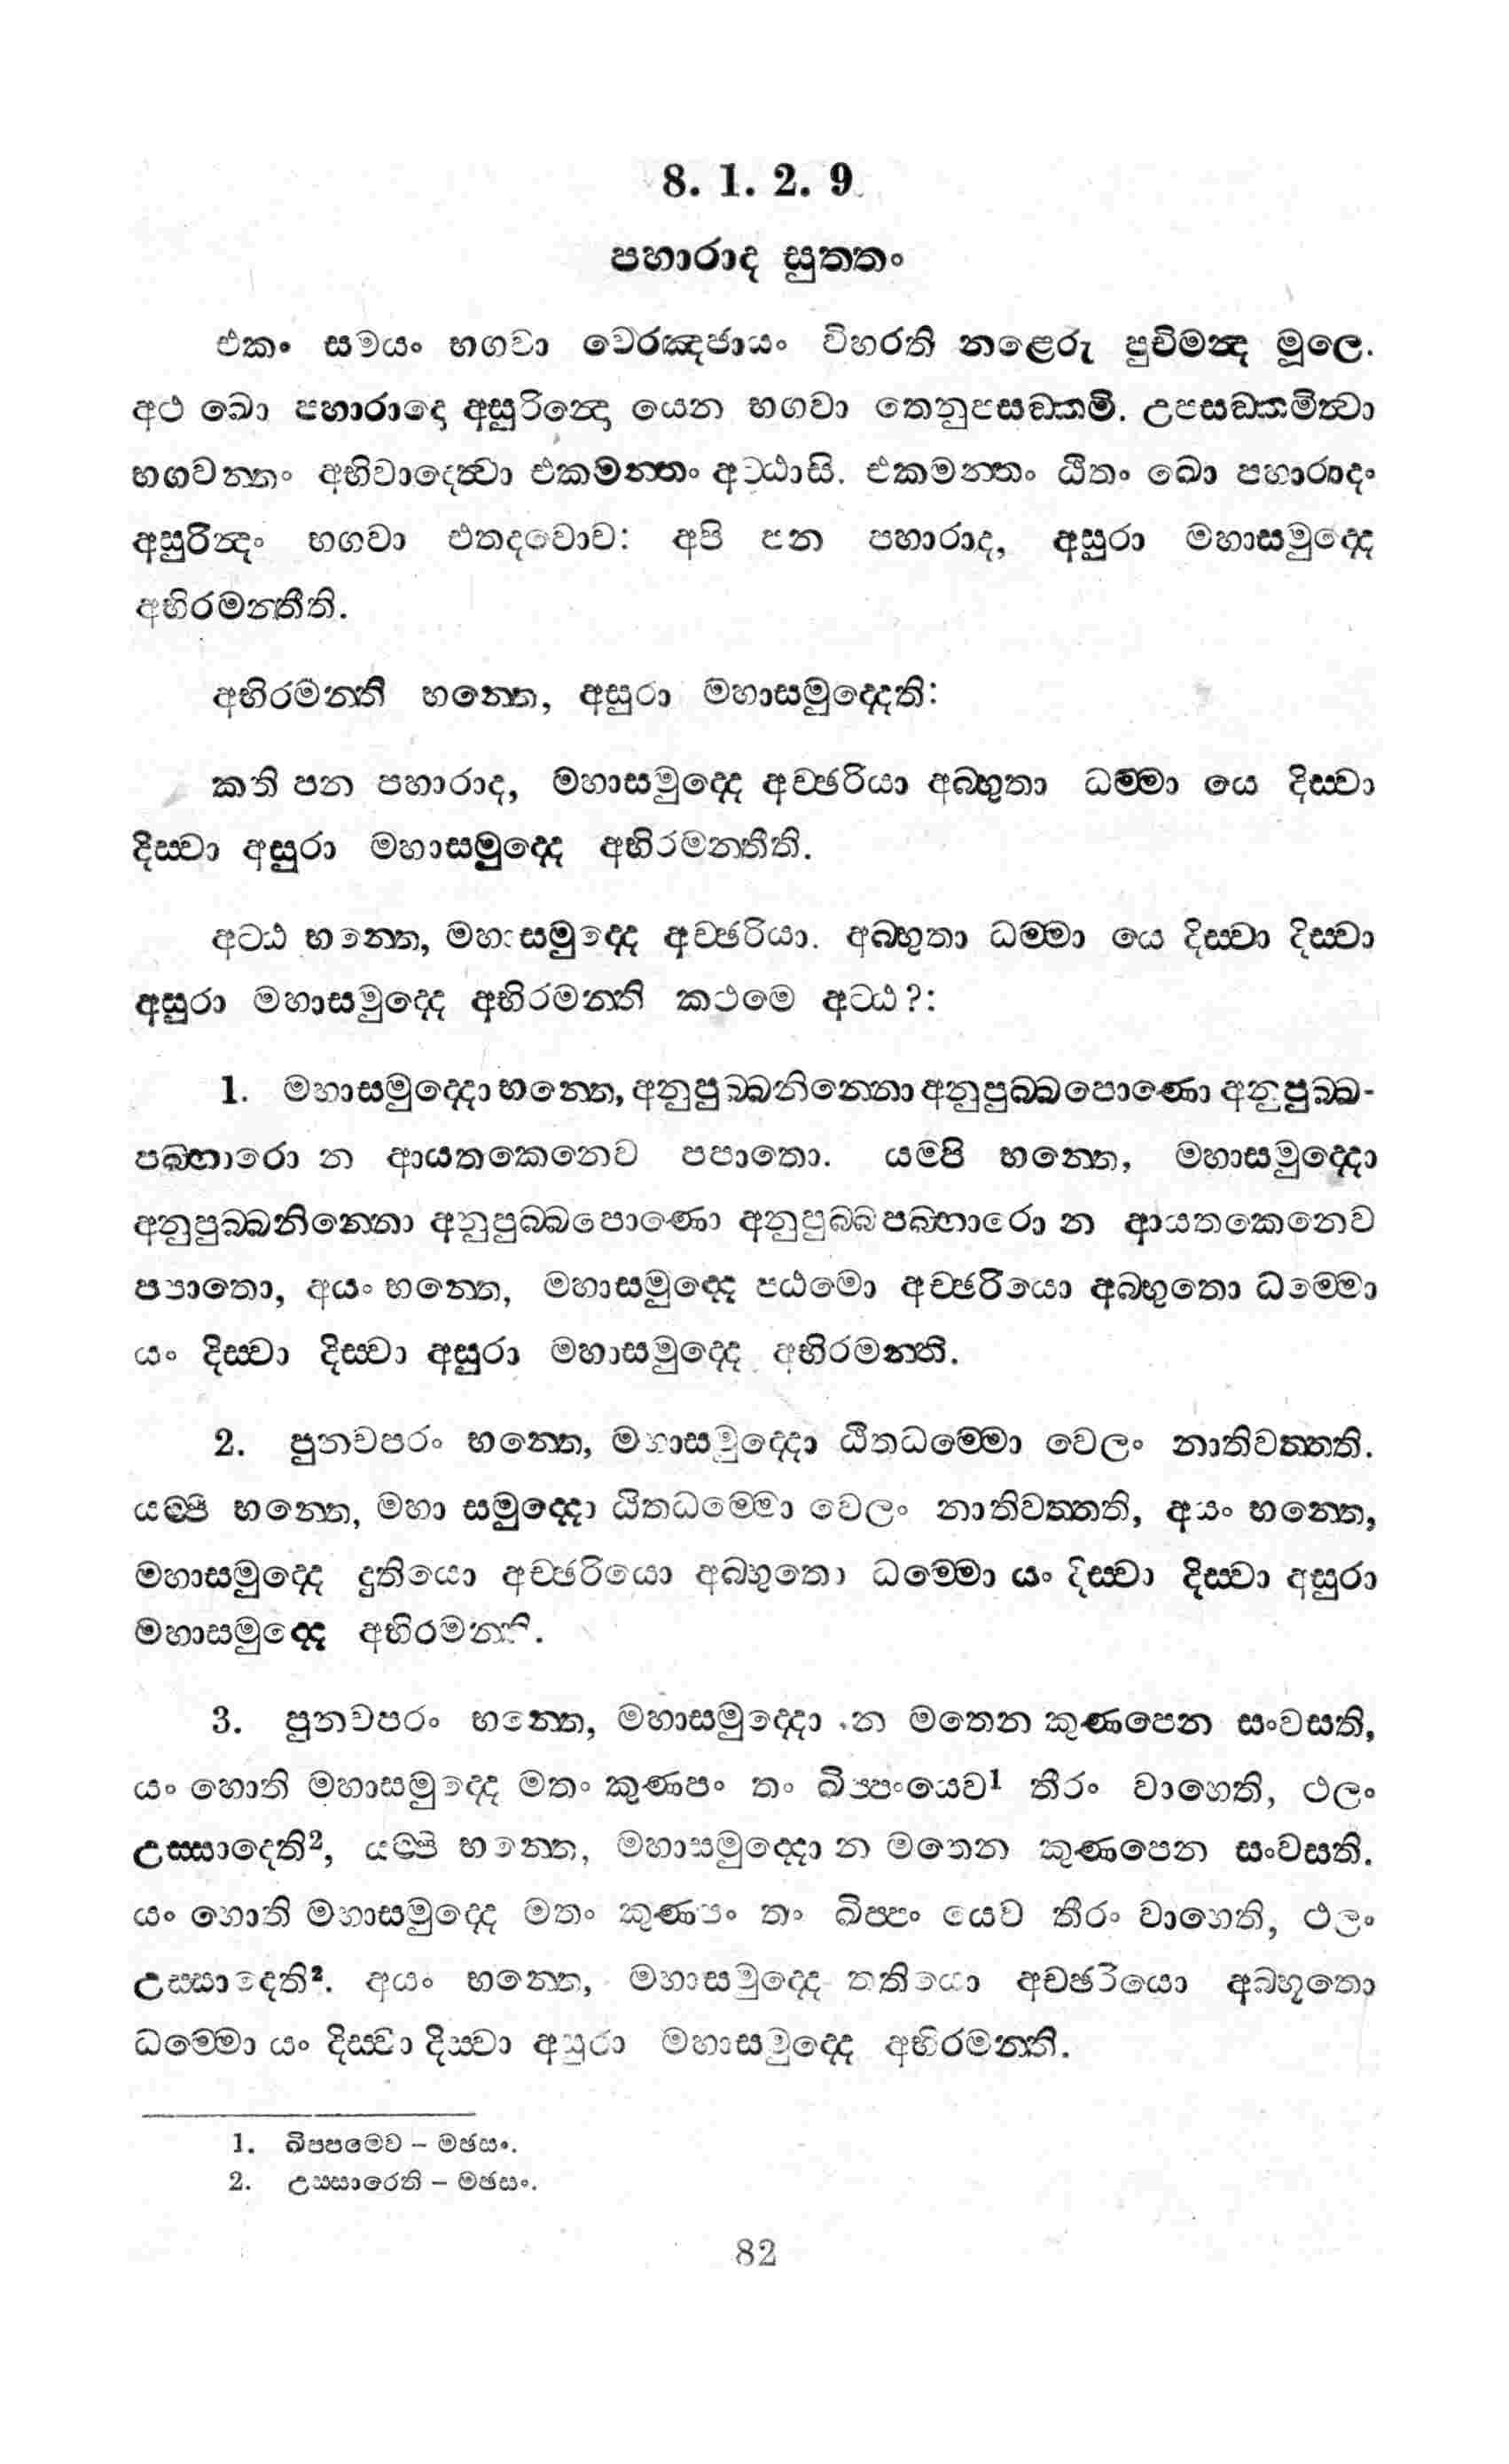 8. 1. 2. 9
පහාරාද සුත්තං
එකං සමයං භගවා වෙරඤ්ජායං විහරති නළෙරු පුචිමන්ද මූලෙ.
අථ ඛො පහාරාදො අසුරින්දො යෙන භගවා තෙනුපසඞ්කමි. උපසඞ්කමිත්වා
භගවන්තං අභිවාදෙත්වා එකමන්තං අට්ඨාසි. එකමන්තං ඨිතං ඛො පහාරාදං
අසුරින්දං භගවා එතදවොච: අපි පන පහාරාද, අසුරා මහාසමුද්දෙ
අභිරමන්තීති.
අභිරමන්ති භන්තෙ, අසුරා මහාසමුද්දෙති:
කති පන පහාරාද, මහාසමුද්දෙ අච්ඡරියා අබ්භුතා ධම්මා යෙ දිස්වා
දිස්වා අසුරා මහාසමුද්දෙ අභිරමන්තීති.
අට්ඨ භන්තෙ, මහාසමුද්දෙ අච්ඡරියා. අබ්භුතා ධම්මා යෙ දිස්වා දිස්වා
අසුරා මහාසමුද්දෙ අභිරමන්ති කථමෙ අට්ඨ?:
1. මහාසමුද්දො භන්තෙ, අනුපුබ්බනින්නො අනුපුබ්බපොණො අනුපුබ්බ-
පබ්භාරො න ආයතකෙනෙව පපාතො. යම්පි භන්තෙ, මහාසමුද්දො
අනුපුබ්බනින්නො අනුපුබ්බපොණො අනුපුබ්බපබ්භාරො න ආයතකෙනෙව
පපාතො, අයං භන්තෙ, මහාසමුද්දෙ පඨමො අච්ඡරියො අබ්භුතො ධම්මො
යං දිස්වා දිස්වා අසුරා මහාසමුද්දෙ අභිරමන්ති.
2. පුනචපරං භන්තෙ, මහාසමුද්දො ඨිතධම්මො වෙලං නාතිවත්තති.
යම්පි භන්තෙ, මහා සමුද්දො ඨිතධම්මො වෙලං නාතිවත්තති, අයං භන්තෙ,
මහාසමුද්දෙ දුතියො අච්ඡරියො අබ්භුතො ධම්මො යං දිස්වා දිස්වා අසුරා
මහාසමුද්දෙ අභිරමන්ති.
3. පුනචපරං භන්තෙ, මහාසමුද්දො න මතෙන කුණපෙන සංවසති,
යං හොති මහාසමුද්දෙ මතං කුණපං තං ඛිප්පංයෙව1 තීරං වාහෙති, ථලං
උස්සාදෙති2, යම්පි භන්තෙ, මහාසමුද්දො න මතෙන කුණපෙන සංවසති.
යං හොති මහාසමුද්දෙ මතං කුණපං තං ඛිප්පං යෙව තීරං වාහෙති, ථලං
උස්සාදෙති2. අයං භන්තෙ, මහාසමුද්දෙ තතියො අච්ඡරියො අබ්භූතො
ධම්මො යං දිස්වා දිස්වා අසුරා මහාසමුද්දෙ අභිරමන්ති.
1. ඛිප්පමෙව – මඡසං.
2. උස්සාරෙති – මඡසං.
82